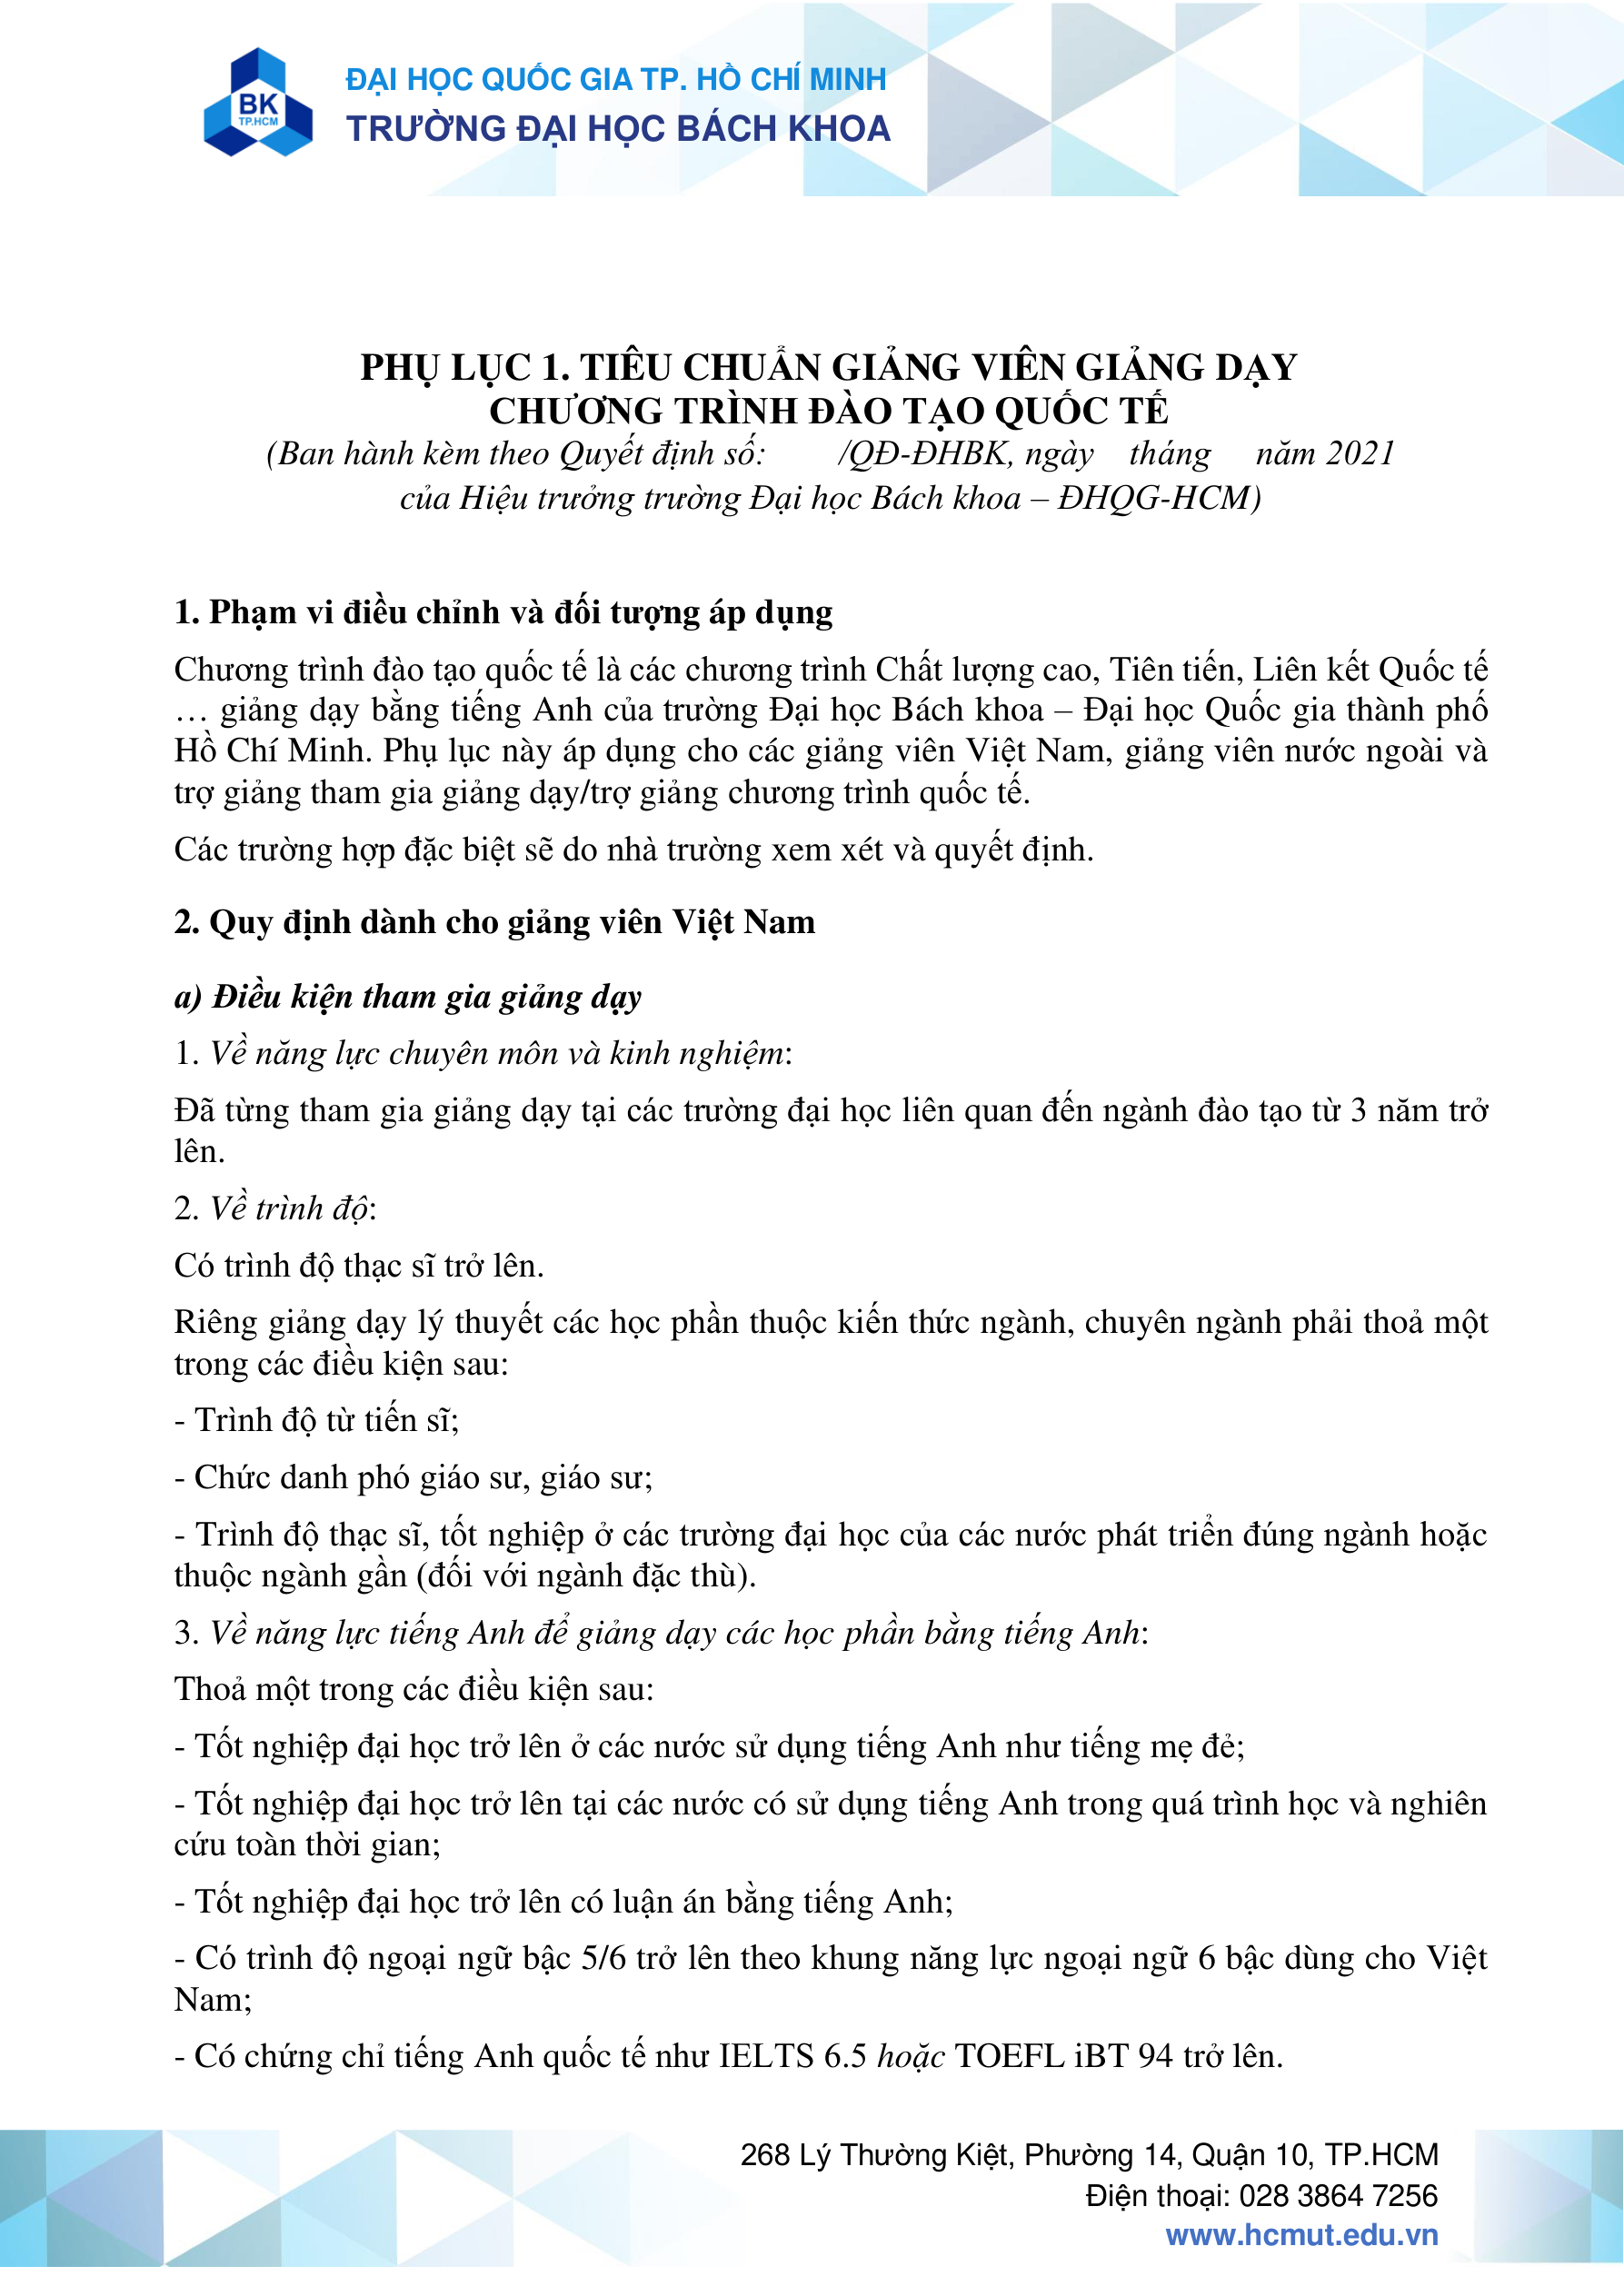 BK
TP.HCM
ĐẠI HỌC QUỐC GIA TP. HỒ CHÍ MINH
TRƯỜNG ĐẠI HỌC BÁCH KHOA
PHỤ LỤC 1. TIÊU CHUẨN GIẢNG VIÊN GIẢNG DẠY
CHƯƠNG TRÌNH ĐÀO TẠO QUỐC TẾ
(Ban hành kèm theo Quyết định số: /QĐ-ĐHBK, ngày tháng năm 2021
của Hiệu trưởng trường Đại học Bách khoa – ĐHQG-HCM)
1. Phạm vi điều chỉnh và đối tượng áp dụng
Chương trình đào tạo quốc tế là các chương trình Chất lượng cao, Tiên tiến, Liên kết Quốc tế
… giảng dạy bằng tiếng Anh của trường Đại học Bách khoa – Đại học Quốc gia thành phố
Hồ Chí Minh. Phụ lục này áp dụng cho các giảng viên Việt Nam, giảng viên nước ngoài và
trợ giảng tham gia giảng dạy/trợ giảng chương trình quốc tế.
Các trường hợp đặc biệt sẽ do nhà trường xem xét và quyết định.
2. Quy định dành cho giảng viên Việt Nam
a) Điều kiện tham gia giảng dạy
1. Về năng lực chuyên môn và kinh nghiệm:
Đã từng tham gia giảng dạy tại các trường đại học liên quan đến ngành đào tạo từ 3 năm trở
lên.
2. Về trình độ:
Có trình độ thạc sĩ trở lên.
Riêng giảng dạy lý thuyết các học phần thuộc kiến thức ngành, chuyên ngành phải thoả một
trong các điều kiện sau:
- Trình độ từ tiến sĩ;
- Chức danh phó giáo sư, giáo sư;
- Trình độ thạc sĩ, tốt nghiệp ở các trường đại học của các nước phát triển đúng ngành hoặc
thuộc ngành gần (đối với ngành đặc thù).
3. Về năng lực tiếng Anh để giảng dạy các học phần bằng tiếng Anh:
Thoả một trong các điều kiện sau:
- Tốt nghiệp đại học trở lên ở các nước sử dụng tiếng Anh như tiếng mẹ đẻ;
- Tốt nghiệp đại học trở lên tại các nước có sử dụng tiếng Anh trong quá trình học và nghiên
cứu toàn thời gian;
- Tốt nghiệp đại học trở lên có luận án bằng tiếng Anh;
- Có trình độ ngoại ngữ bậc 5/6 trở lên theo khung năng lực ngoại ngữ 6 bậc dùng cho Việt
Nam;
- Có chứng chỉ tiếng Anh quốc tế như IELTS 6.5 hoặc TOEFL iBT 94 trở lên.
268 Lý Thường Kiệt, Phường 14, Quận 10, TP.HCM
Điện thoại: 028 3864 7256
www.hcmut.edu.vn